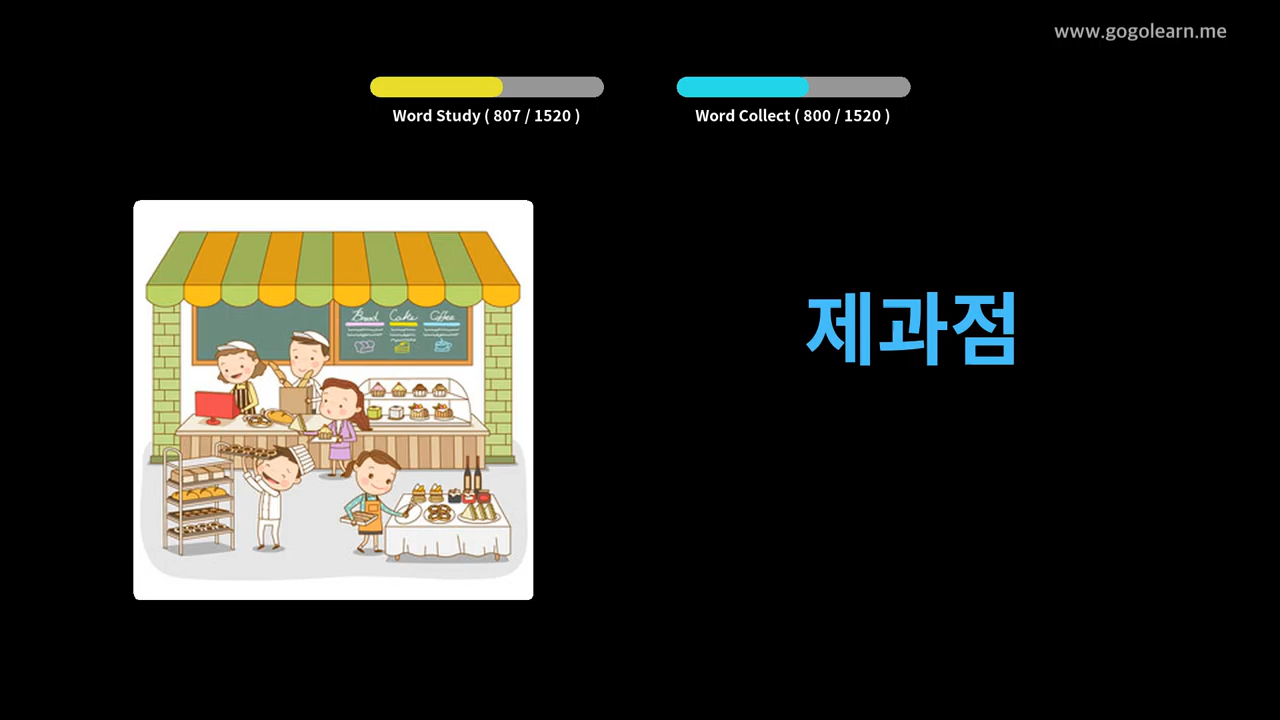 www.gogolearn.me
Word Study ( 807 / 1520 )
Word Collect ( 800 / 1520 )
Bread Cake Coffee
제과점